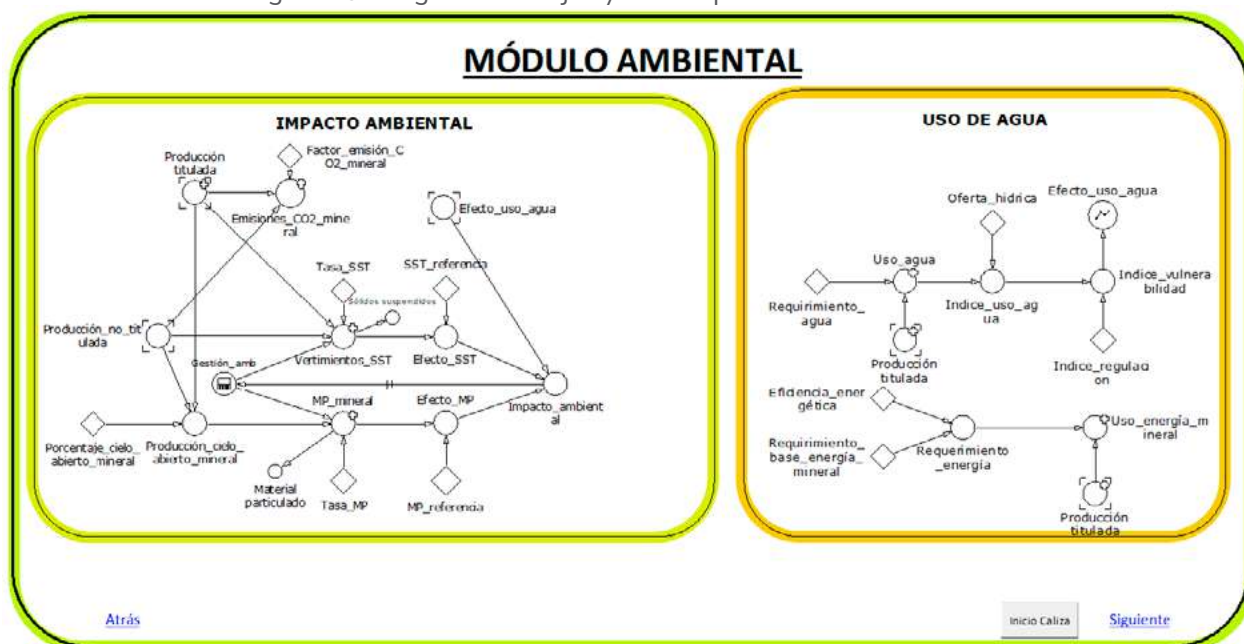 MÓDULO AMBIENTAL
IMPACTO AMBIENTAL
Producción
titulada
Factor_emisión_C
O2_mineral
Emisiones_CO2_mine
ral
Efecto_uso_agua
Tasa_SST
SST_referencia
Sólidos suspendidos
Producción_no_tit
ulada
Gestión_amb
Vertimientos_SST
Efecto_SST
MP_mineral
Efecto_MP
Impacto_ambient
al
Porcentaje_cielo_
abierto_mineral
Producción_cielo_
abierto_mineral
Material
particulado
Tasa_MP
MP_referencia
USO DE AGUA
Oferta_hidrica
Efecto_uso_agua
Uso_agua
Requirimiento_
agua
Indice_uso_ag
ua
Indice_vulnera
bilidad
Producción
titulada
Indice_regulaci
on
Eficiencia_ener
gética
Requirimiento_
base_energía_
mineral
Requerimiento
_energía
Uso_energía_m
ineral
Producción
titulada
Atrás
Inicio Caliza
Siguiente